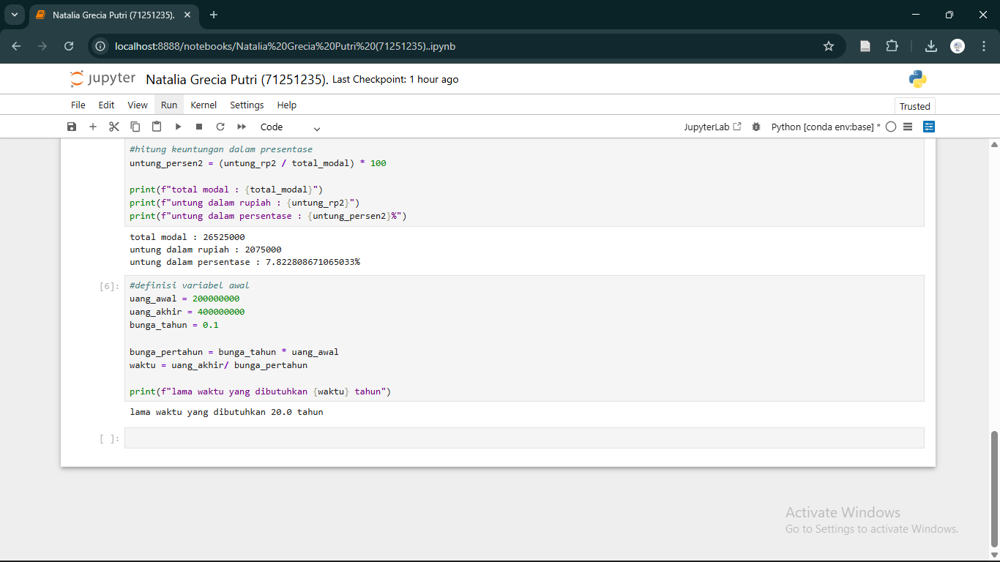 Natalia Grecia Putri (71251235).
localhost:8888/notebooks/Natalia%20Grecia%20Putri%20(71251235)..ipynb
jupyter Natalia Grecia Putri (71251235). Last Checkpoint: 1 hour ago
File Edit View Run Kernel Settings Help
Trusted
Code
JupyterLab Python [conda env:base] *
#hitung keuntungan dalam presentase
untung_persen2 = (untung_rp2 / total_modal) * 100
print(f"total modal : {total_modal}")
print(f"untung dalam rupiah : {untung_rp2}")
print(f"untung dalam persentase : {untung_persen2}%")
total modal : 26525000
untung dalam rupiah : 2075000
untung dalam persentase : 7.822808671065033%
[6]: #definisi variabel awal
uang_awal = 200000000
uang_akhir = 400000000
bunga_tahun = 0.1
bunga_pertahun = bunga_tahun * uang_awal
waktu = uang_akhir/ bunga_pertahun
print(f"lama waktu yang dibutuhkan {waktu} tahun")
lama waktu yang dibutuhkan 20.0 tahun
[ ]:
Activate Windows
Go to Settings to activate Windows.